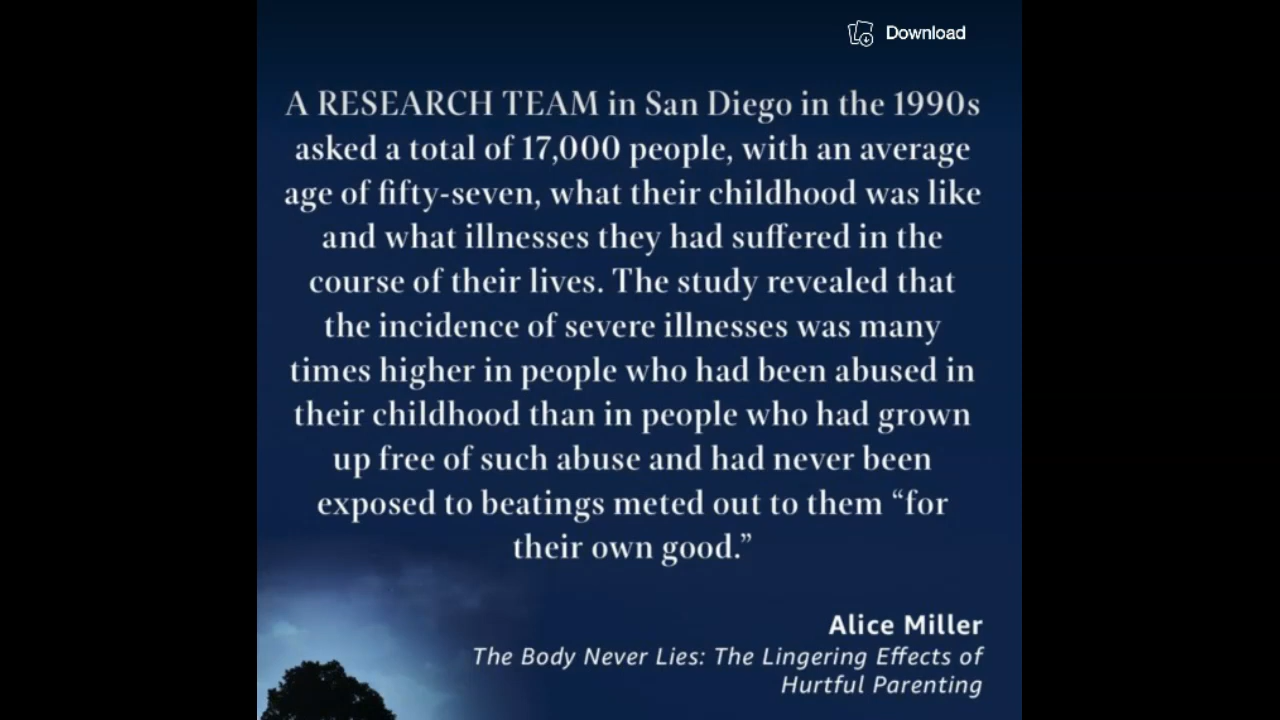 Download
A RESEARCH TEAM in San Diego in the 1990s
asked a total of 17,000 people, with an average
age of fifty-seven, what their childhood was like
and what illnesses they had suffered in the
course of their lives. The study revealed that
the incidence of severe illnesses was many
times higher in people who had been abused in
their childhood than in people who had grown
up free of such abuse and had never been
exposed to beatings meted out to them “for
their own good.”
Alice Miller
The Body Never Lies: The Lingering Effects of
Hurtful Parenting